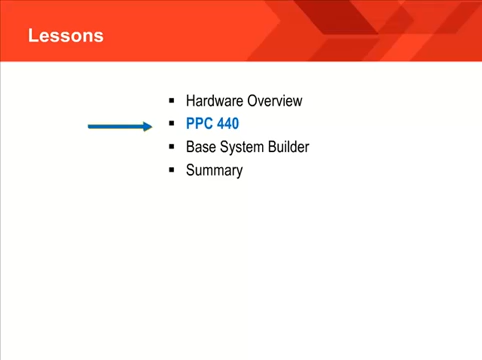 Lessons
Hardware Overview
PPC 440
Base System Builder
Summary